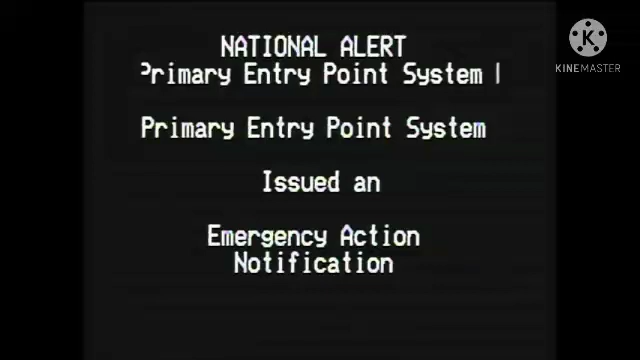 NATIONAL ALERT
Primary Entry Point System I
Primary Entry Point System
Issued an
Emergency Action
Notification
K
KINEMASTER